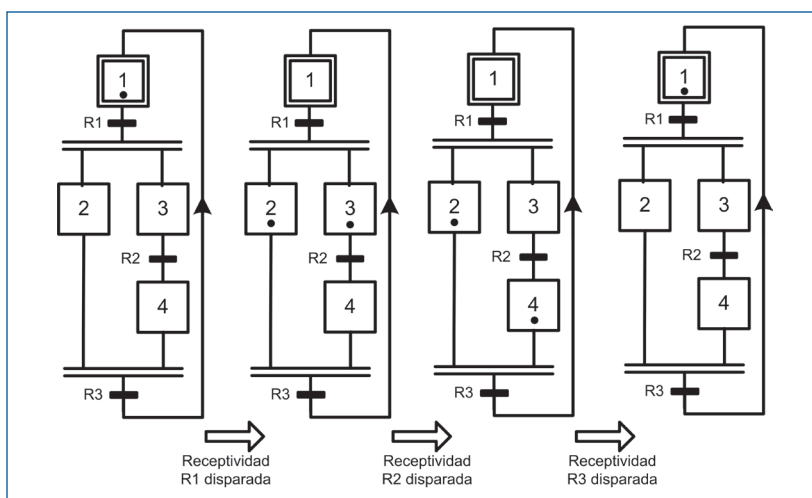 1
R1
2
3
R2
4
R3
1
R1
2
3
R2
4
R3
1
R1
2
3
R2
4
R3
1
R1
2
3
R2
4
R3
Receptividad
R1 disparada
Receptividad
R2 disparada
Receptividad
R3 disparada